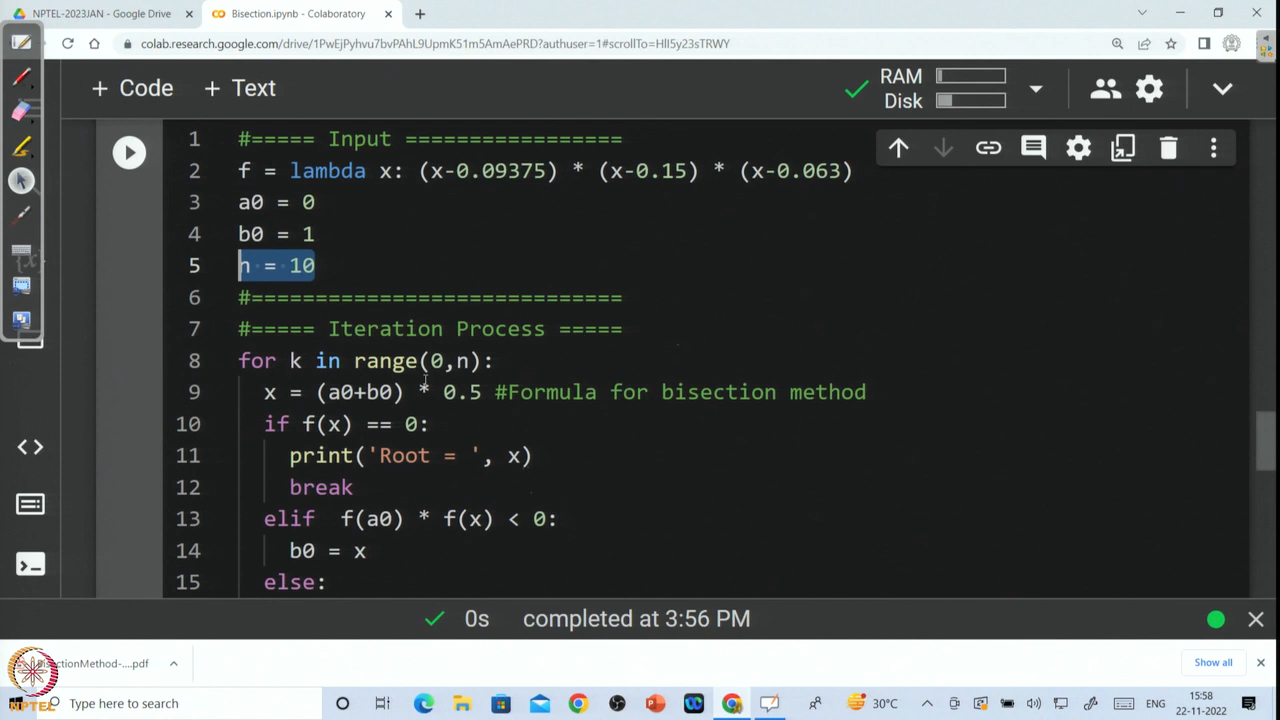 NPTEL-2023JAN - Google Drive
Bisection.ipynb - Colaboratory
colab.research.google.com/drive/1PwEjPyhvu7bvPAhL9UpmK51m5AmAePRD?authuser=1#scrollTo=HlI5y23sTRWY
+ Code + Text
RAM
Disk
1 #===== Input =================
2 f = lambda x: (x-0.09375) * (x-0.15) * (x-0.063)
3 a0 = 0
4 b0 = 1
5 n = 10
6 #=============================
7 #===== Iteration Process =====
8 for k in range(0,n):
9 x = (a0+b0) * 0.5 #Formula for bisection method
10 if f(x) == 0:
11 print('Root = ', x)
12 break
13 elif f(a0) * f(x) < 0:
14 b0 = x
15 else:
{x}
0s completed at 3:56 PM
BisectionMethod-....pdf
Show all
NPTEL
Type here to search
30°C
ENG
15:58
22-11-2022